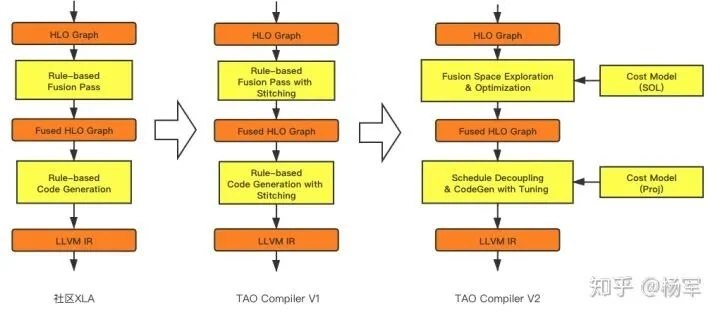 HLO Graph
Rule-based
Fusion Pass
Fused HLO Graph
Rule-based
Code Generation
LLVM IR
社区XLA
HLO Graph
Rule-based
Fusion Pass with
Stitching
Fused HLO Graph
Rule-based
Code Generation with
Stitching
LLVM IR
TAO Compiler V1
HLO Graph
Fusion Space Exploration
& Optimization
Cost Model
(SOL)
Fused HLO Graph
Schedule Decoupling
& CodeGen with Tuning
Cost Model
(Proj)
LLVM IR
TAO Compiler V2
知乎 @杨军